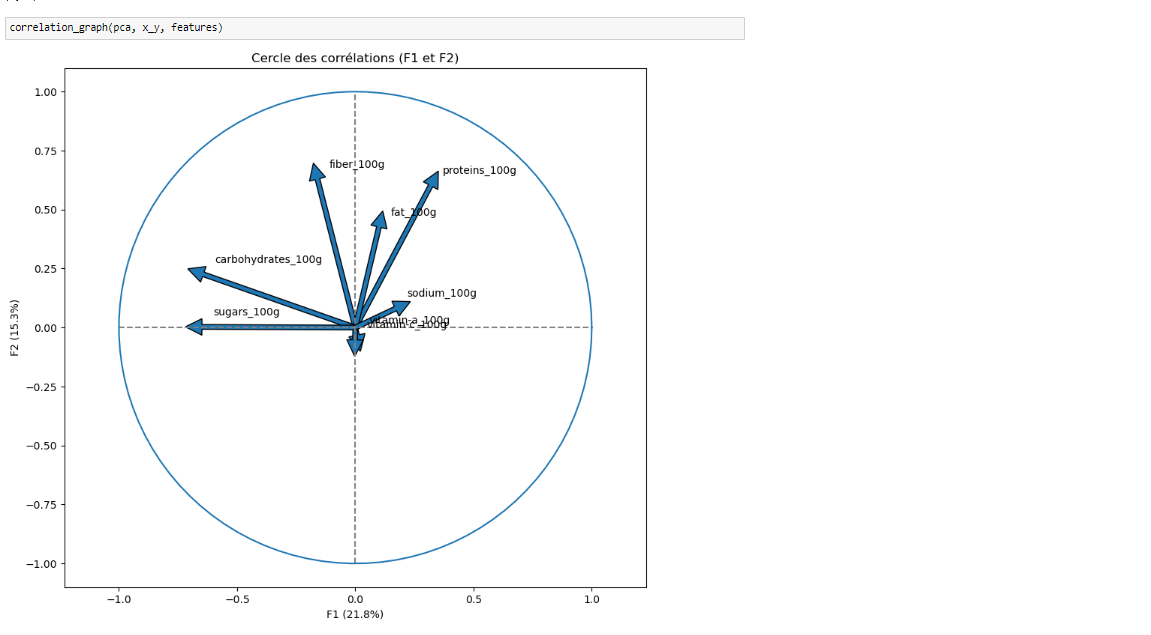 correlation_graph(pca, x_y, features)
Cercle des corrélations (F1 et F2)
1.00
0.75
0.50
0.25
0.00
−0.25
−0.50
−0.75
−1.00
F2 (15.3%)
fiber_100g
proteins_100g
fat_100g
carbohydrates_100g
sodium_100g
sugars_100g
vitamin-a_100g
vitamin-c_100g
−1.0
−0.5
0.0
0.5
1.0
F1 (21.8%)